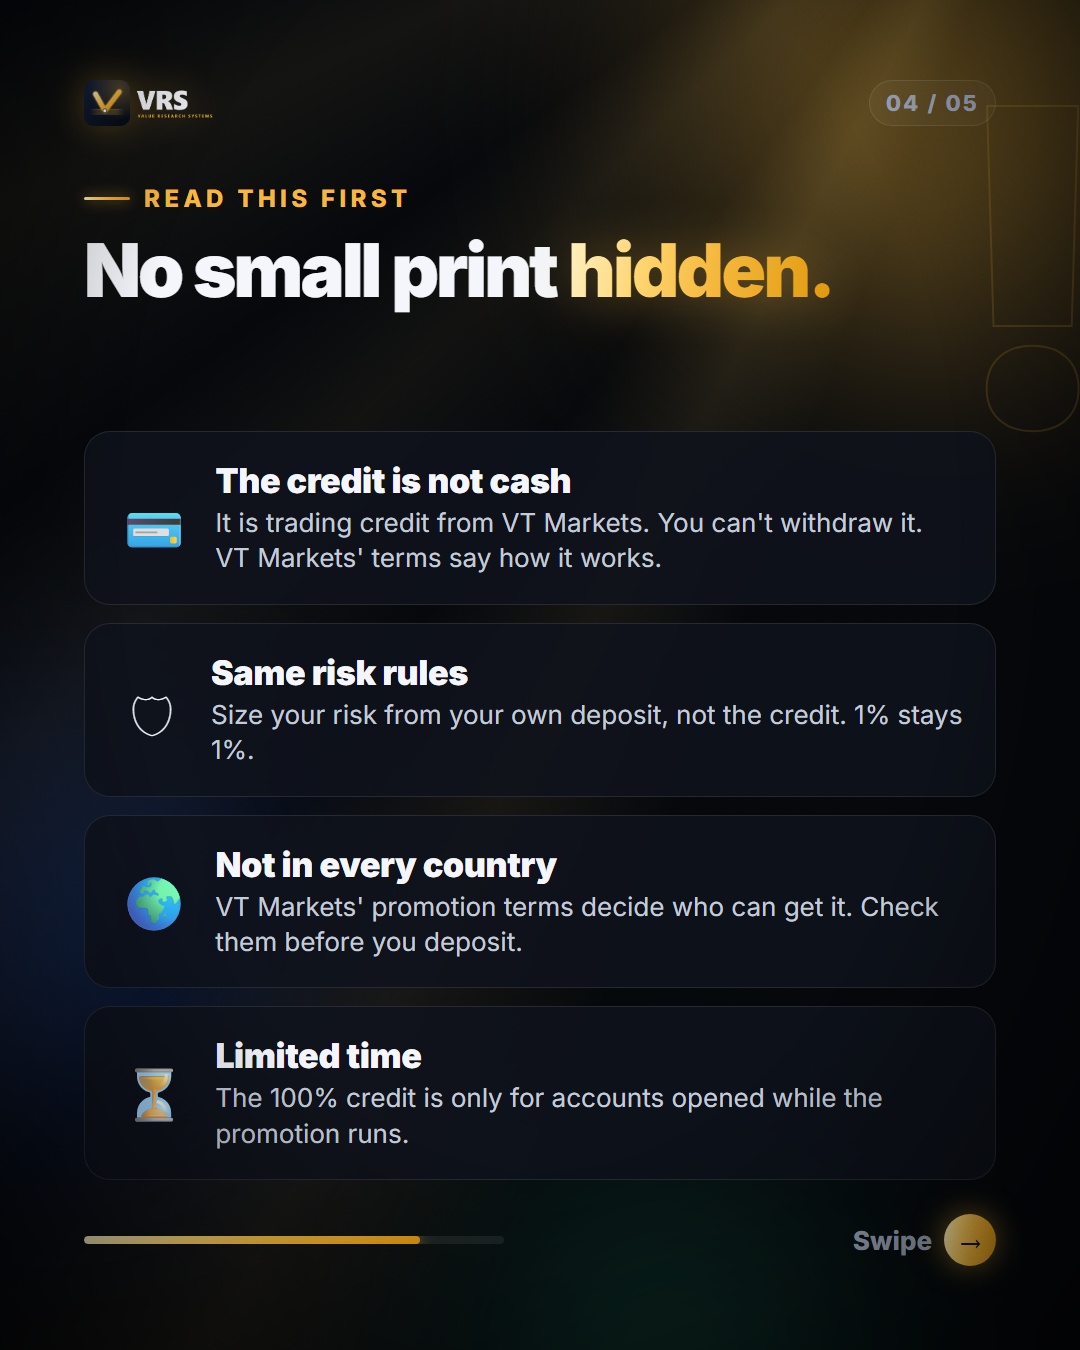 VRS
VALUE RESEARCH SYSTEMS
04 / 05
READ THIS FIRST
No small print hidden.
The credit is not cash
It is trading credit from VT Markets. You can't withdraw it.
VT Markets' terms say how it works.
Same risk rules
Size your risk from your own deposit, not the credit. 1% stays
1%.
Not in every country
VT Markets' promotion terms decide who can get it. Check
them before you deposit.
Limited time
The 100% credit is only for accounts opened while the
promotion runs.
Swipe →